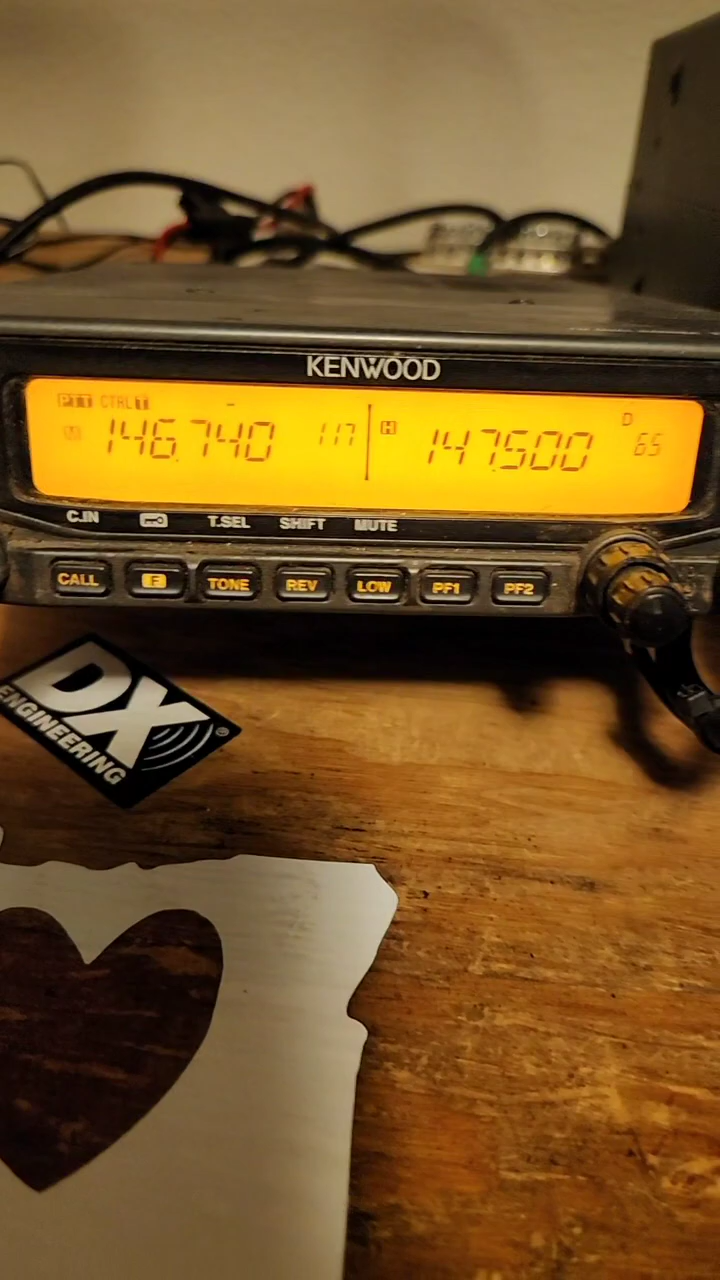 KENWOOD
PTT CTRL T
M 146.740 117 H 147.500 D 65
C.IN T.SEL SHIFT MUTE
CALL F TONE REV LOW PF1 PF2
DX
ENGINEERING
®